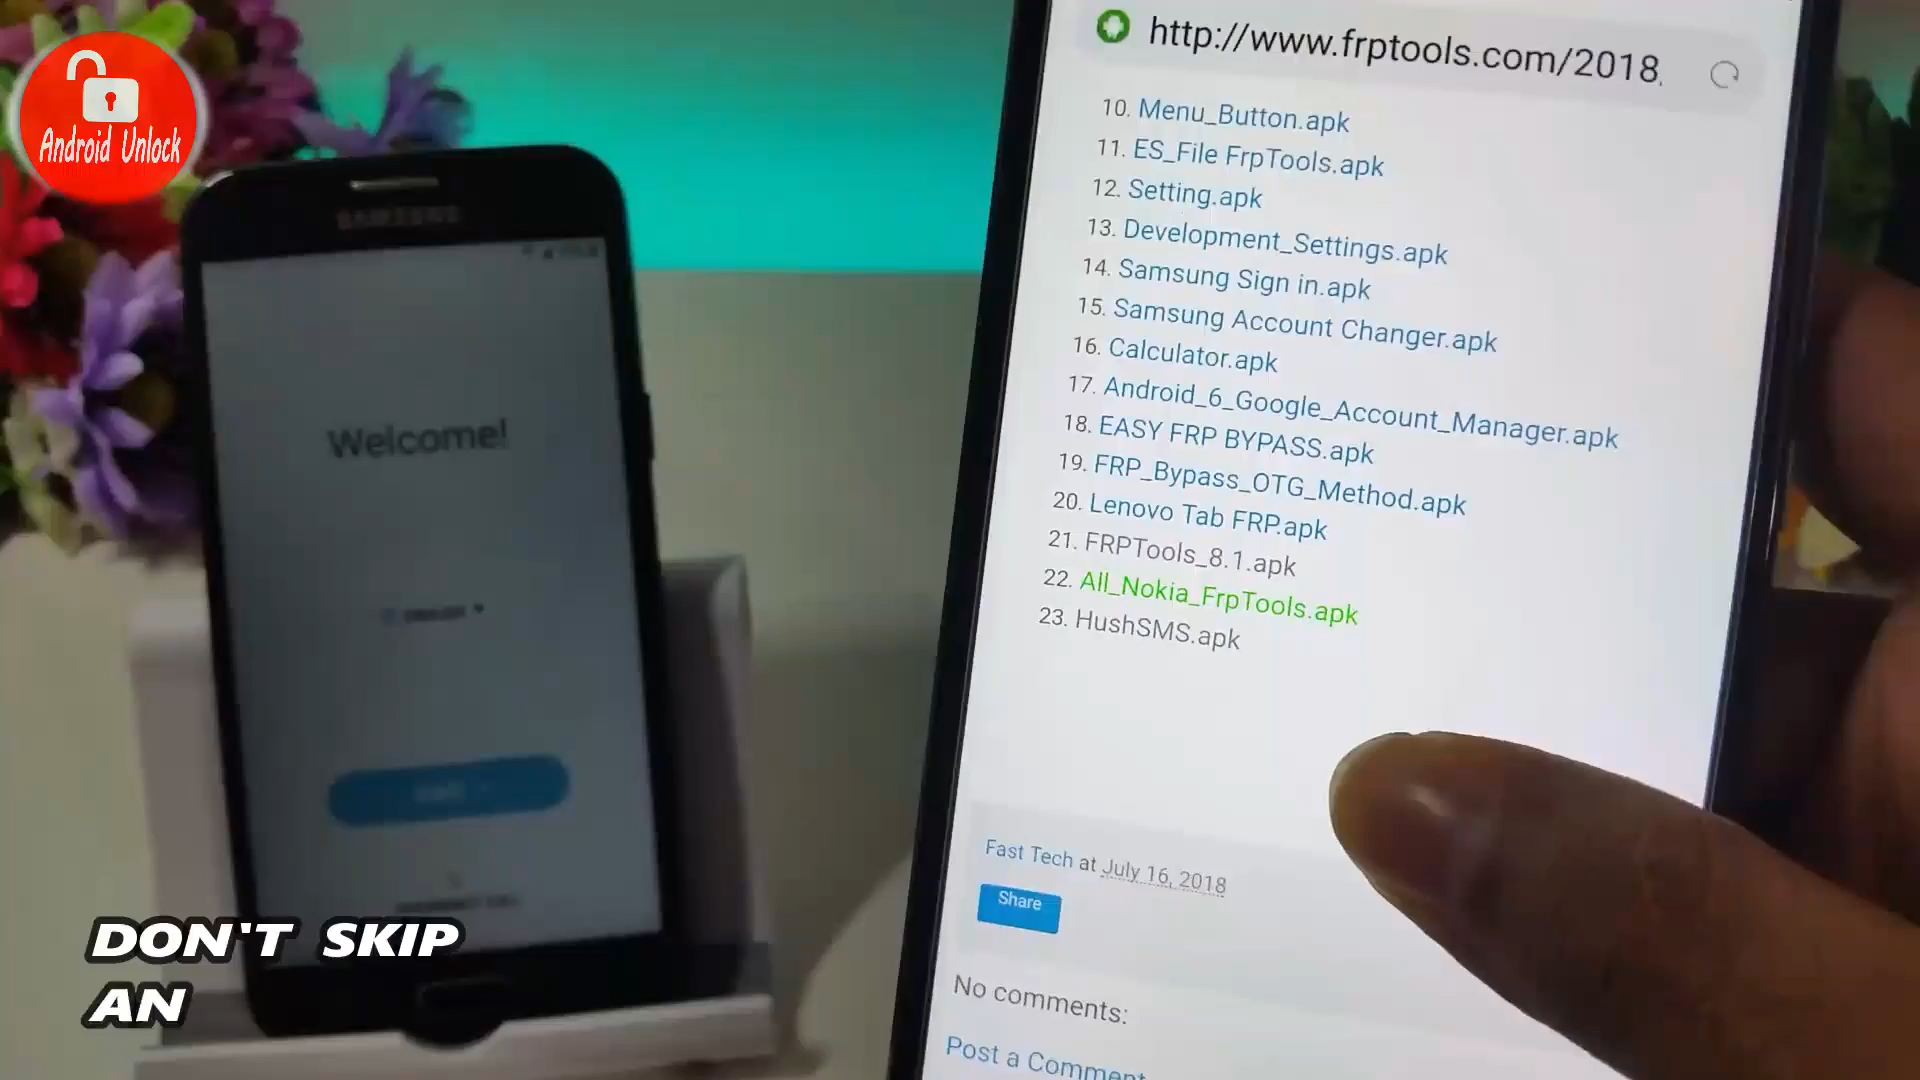 Android Unlock
SAMSUNG
Welcome!
DON'T SKIP
AN
http://www.frptools.com/2018
10. Menu_Button.apk
11. ES_File FrpTools.apk
12. Setting.apk
13. Development_Settings.apk
14. Samsung Sign in.apk
15. Samsung Account Changer.apk
16. Calculator.apk
17. Android_6_Google_Account_Manager.apk
18. EASY FRP BYPASS.apk
19. FRP_Bypass_OTG_Method.apk
20. Lenovo Tab FRP.apk
21. FRPTools_8.1.apk
22. All_Nokia_FrpTools.apk
23. HushSMS.apk
Fast Tech at July 16, 2018
Share
No comments:
Post a Comment